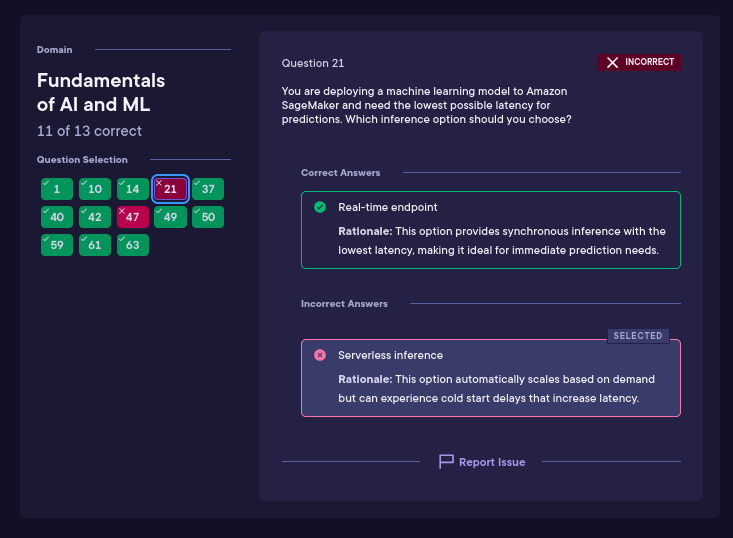 Domain
Fundamentals
of AI and ML
11 of 13 correct
Question Selection
1 10 14 21 37
40 42 47 49 50
59 61 63
Question 21
INCORRECT
You are deploying a machine learning model to Amazon
SageMaker and need the lowest possible latency for
predictions. Which inference option should you choose?
Correct Answers
Real-time endpoint
Rationale: This option provides synchronous inference with the
lowest latency, making it ideal for immediate prediction needs.
Incorrect Answers
SELECTED
Serverless inference
Rationale: This option automatically scales based on demand
but can experience cold start delays that increase latency.
Report Issue